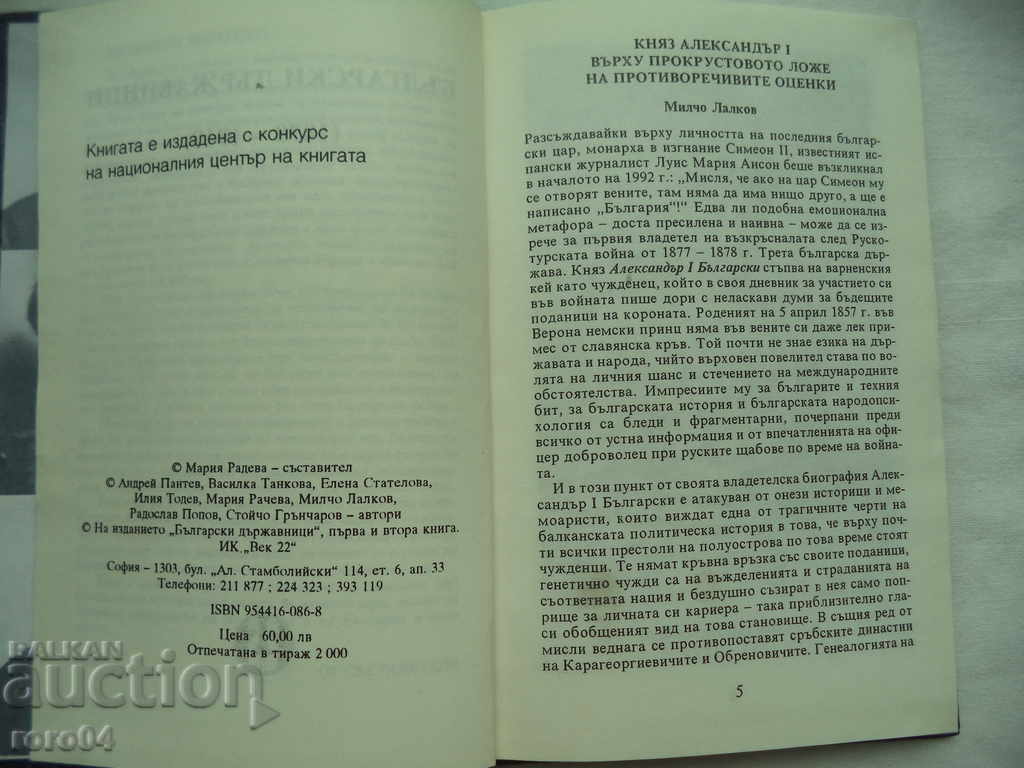 Книгата е издадена с конкурс
на националния център на книгата
© Мария Радева – съставител
© Андрей Пантев, Василка Танкова, Елена Стателова,
Илия Тодев, Мария Рачева, Милчо Лалков,
Радослав Попов, Стойчо Грънчаров – автори
© На изданието „Български държавници", първа и втора книга.
ИК „Век 22"
София – 1303, бул. „Ал. Стамболийски" 114, ет. 6, ап. 33
Телефони: 211 877 ; 224 323 ; 393 119
ISBN 954416-086-8
Цена 60,00 лв
Отпечатана в тираж 2 000
КНЯЗ АЛЕКСАНДЪР I
ВЪРХУ ПРОКРУСТОВОТО ЛОЖЕ
НА ПРОТИВОРЕЧИВИТЕ ОЦЕНКИ
Милчо Лалков
Разсъждавайки върху личността на последния българ-
ски цар, монарха в изгнание Симеон II, известният ис-
пански журналист Луис Мария Аисон беше възкликнал
в началото на 1992 г.: „Мисля, че ако на цар Симеон му
се отворят вените, там няма да има нищо друго, а ще е
написано „България"!" Едва ли подобна емоционална
метафора – доста пресилена и наивна – може да се из-
рече за първия владетел на възкръсналата след Руско-
турската война от 1877 – 1878 г. Трета българска дър-
жава. Княз Александър I Български стъпва на варненския
кей като чужденец, който в своя дневник за участието си
във войната пише дори с неласкави думи за бъдещите
поданици на короната. Роденият на 5 април 1857 г. във
Верона немски принц няма във вените си даже лек при-
мес от славянска кръв. Той почти не знае езика на дър-
жавата и народа, чийто върховен повелител става по во-
лята на личния шанс и стечението на международните
обстоятелства. Импресиите му за българите и техния
бит, за българската история и българската народопси-
хология са бледи и фрагментарни, почерпани преди
всичко от устна информация и от впечатленията на офи-
цер доброволец при руските щабове по време на война-
та.
И в този пункт от своята владетелска биография Алек-
сандър I Български е атакуван от онези историци и ме-
моаристи, които виждат една от трагичните черти на
балканската политическа история в това, че върху поч-
ти всички престоли на полуострова по това време стоят
чужденци. Те нямат кръвна връзка със своите поданици,
генетично чужди са на въжделенията и страданията на
съответната нация и бездушно съзират в нея само поп-
рище за личната си кариера – така приблизително гла-
си обобщеният вид на това становище. В същия ред от
мисли веднага се противопоставят сръбските династии
на Карагеоргиевичите и Обреновичите. Генеалогията на
5
BALKAN
auction
roro04